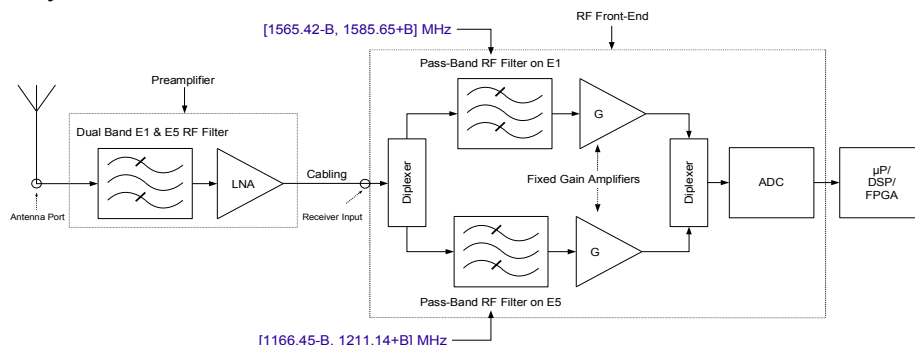 RF Front-End
[1565.42-B, 1585.65+B] MHz
Pass-Band RF Filter on E1
Preamplifier
Dual Band E1 & E5 RF Filter
G
LNA
Cabling
Antenna Port
Receiver Input
Diplexer
Fixed Gain Amplifiers
Diplexer
ADC
µP/
DSP/
FPGA
G
Pass-Band RF Filter on E5
[1166.45-B, 1211.14+B] MHz